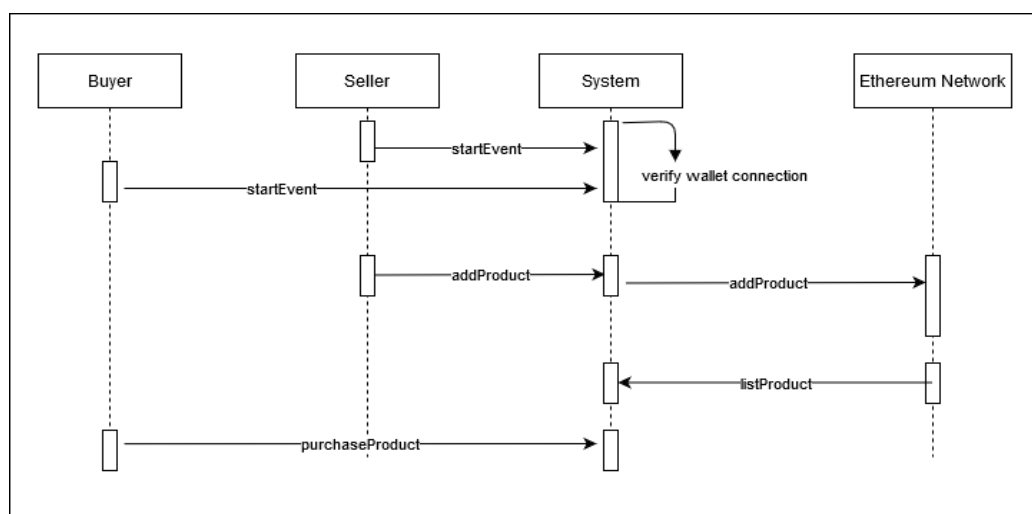 Buyer
Seller
System
Ethereum Network
startEvent
verify wallet connection
startEvent
addProduct
addProduct
listProduct
purchaseProduct